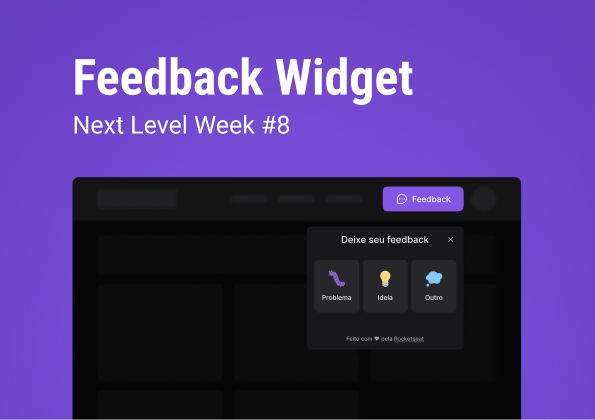 Feedback Widget
Next Level Week #8
Feedback
Deixe seu feedback
Problema
Ideia
Outro
Feito com ♥ pela Rocketseat